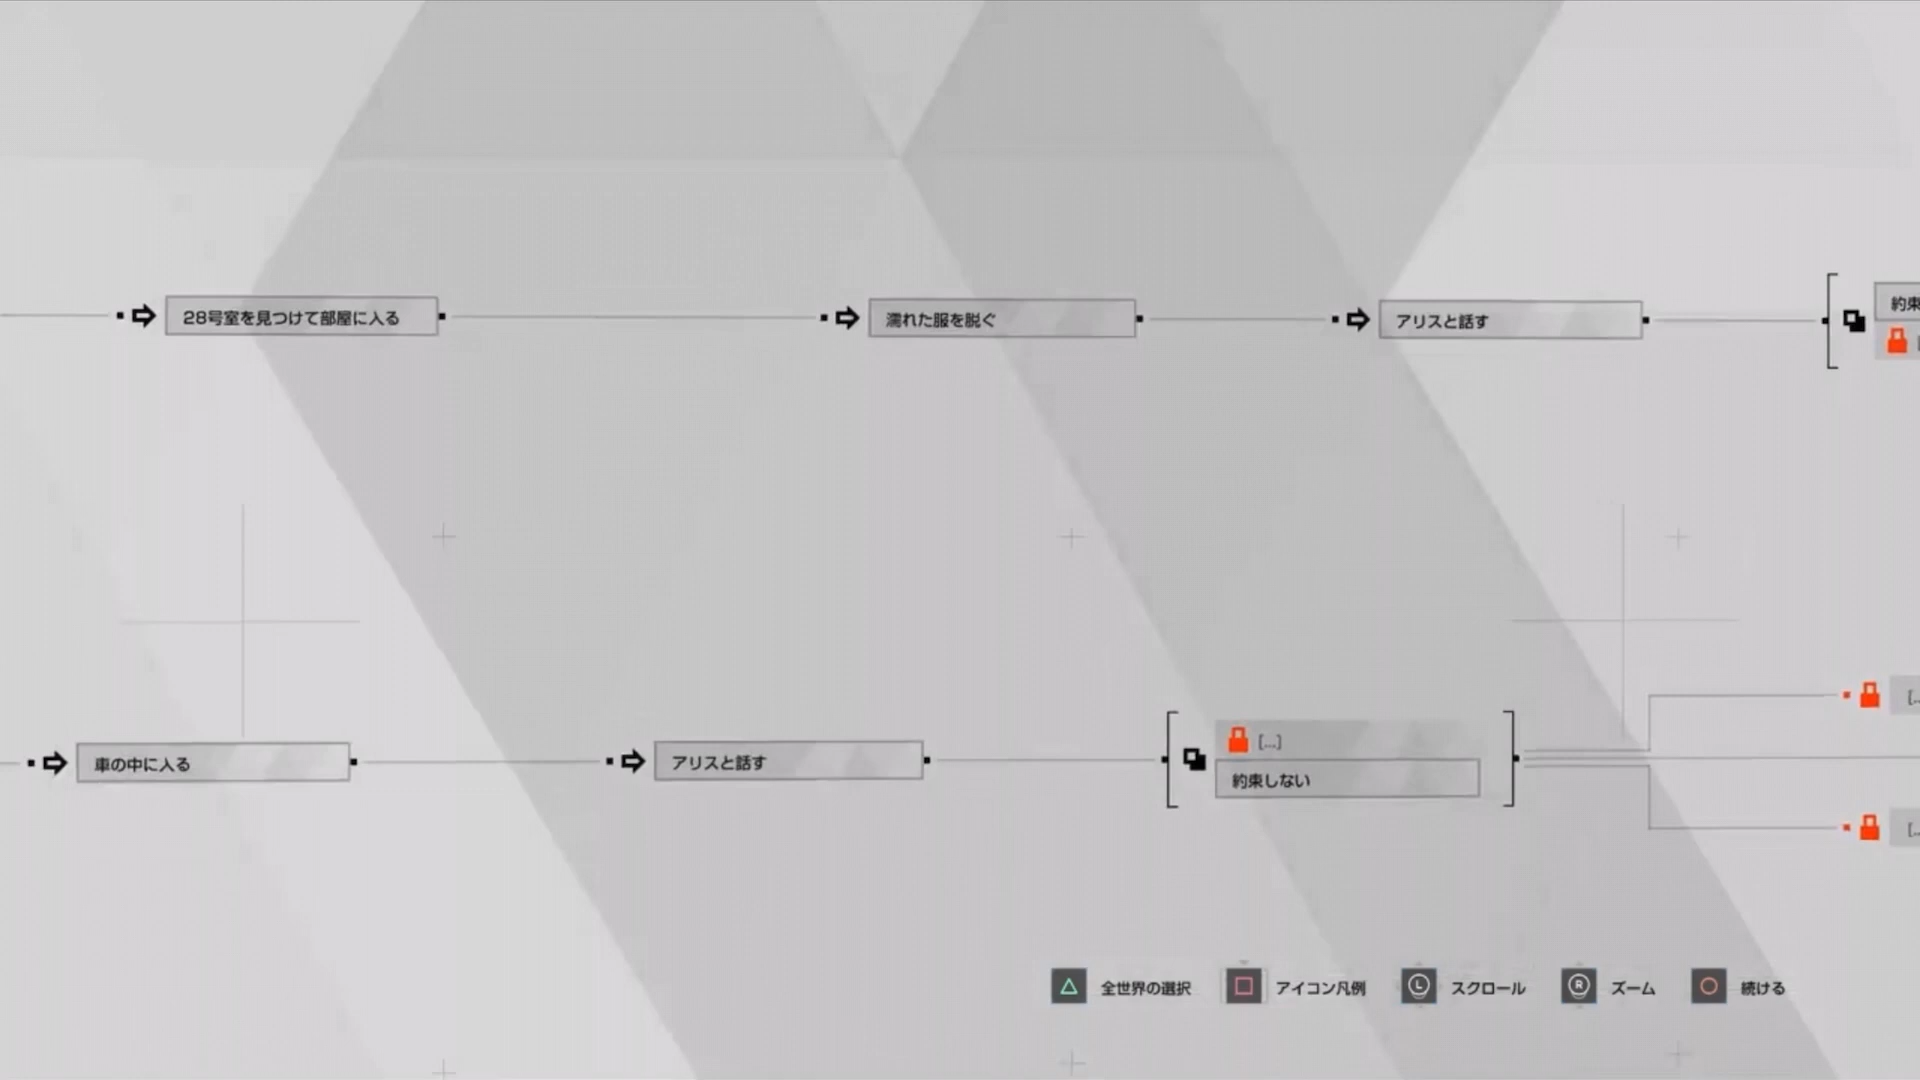 28号室を見つけて部屋に入る
濡れた服を脱ぐ
アリスと話す
約束
車の中に入る
アリスと話す
[...]
約束しない
[...
[...
全世界の選択
アイコン凡例
L
スクロール
R
ズーム
続ける